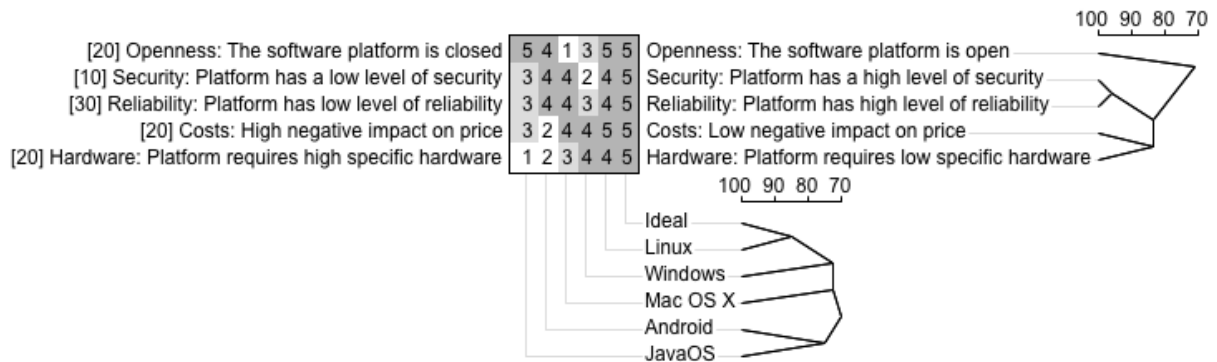 100 90 80 70
[20] Openness: The software platform is closed 5 4 1 3 5 5 Openness: The software platform is open
[10] Security: Platform has a low level of security 3 4 4 2 4 5 Security: Platform has a high level of security
[30] Reliability: Platform has low level of reliability 3 4 4 3 4 5 Reliability: Platform has high level of reliability
[20] Costs: High negative impact on price 3 2 4 4 5 5 Costs: Low negative impact on price
[20] Hardware: Platform requires high specific hardware 1 2 3 4 4 5 Hardware: Platform requires low specific hardware
100 90 80 70
Ideal
Linux
Windows
Mac OS X
Android
JavaOS